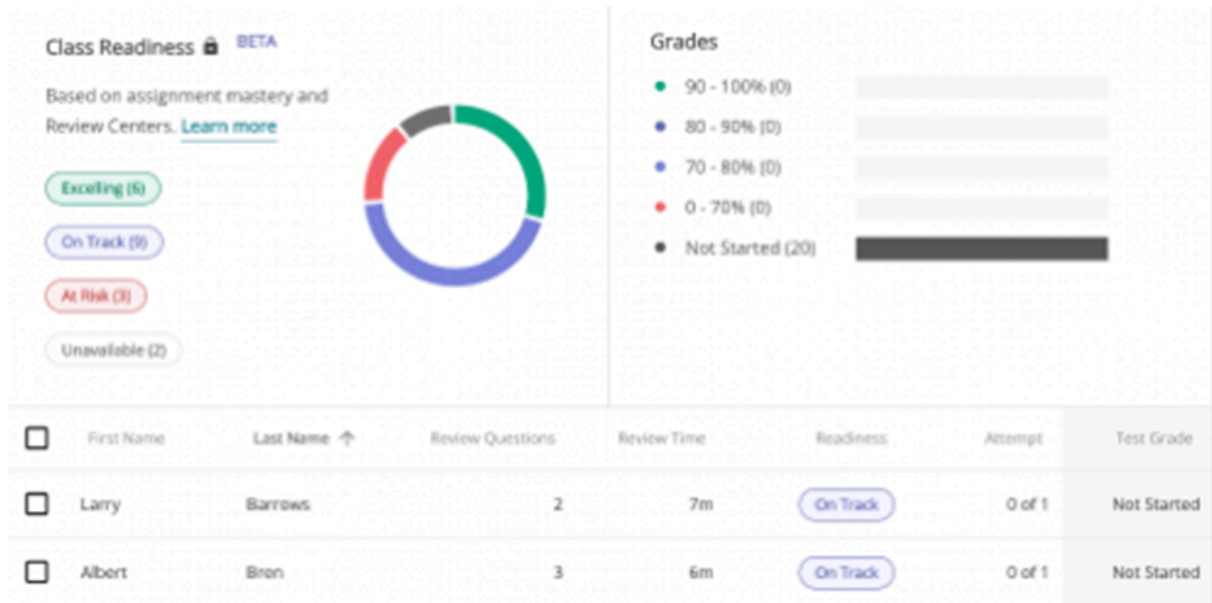 Class Readiness BETA
Based on assignment mastery and
Review Centers. Learn more
Excelling (6)
On Track (9)
At Risk (3)
Unavailable (2)
Grades
90 - 100% (0)
80 - 90% (0)
70 - 80% (0)
0 - 70% (0)
Not Started (20)
First Name Last Name ↑ Review Questions Review Time Readiness Attempt Test Grade
Larry Barrows 2 7m On Track 0 of 1 Not Started
Albert Bren 3 6m On Track 0 of 1 Not Started